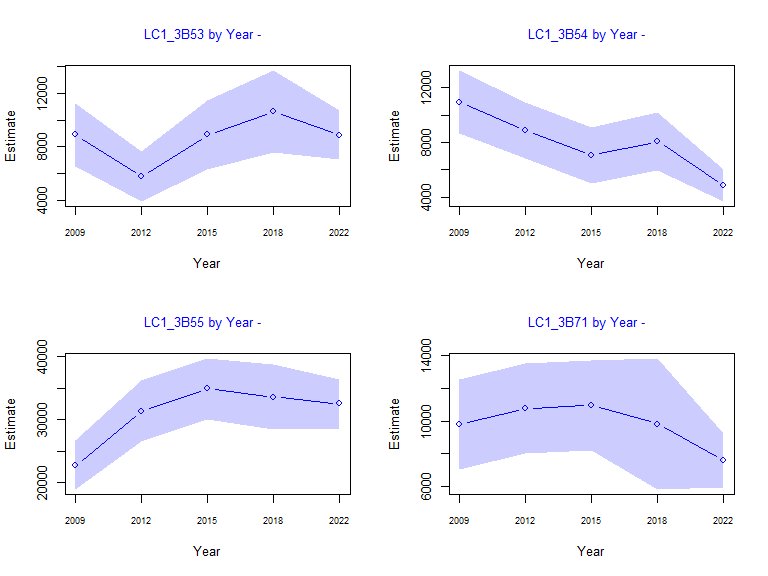 LC1_3B53 by Year -
Estimate
12000
8000
4000
2009 2012 2015 2018 2022
Year
LC1_3B54 by Year -
Estimate
12000
8000
4000
2009 2012 2015 2018 2022
Year
LC1_3B55 by Year -
Estimate
40000
30000
20000
2009 2012 2015 2018 2022
Year
LC1_3B71 by Year -
Estimate
14000
10000
6000
2009 2012 2015 2018 2022
Year